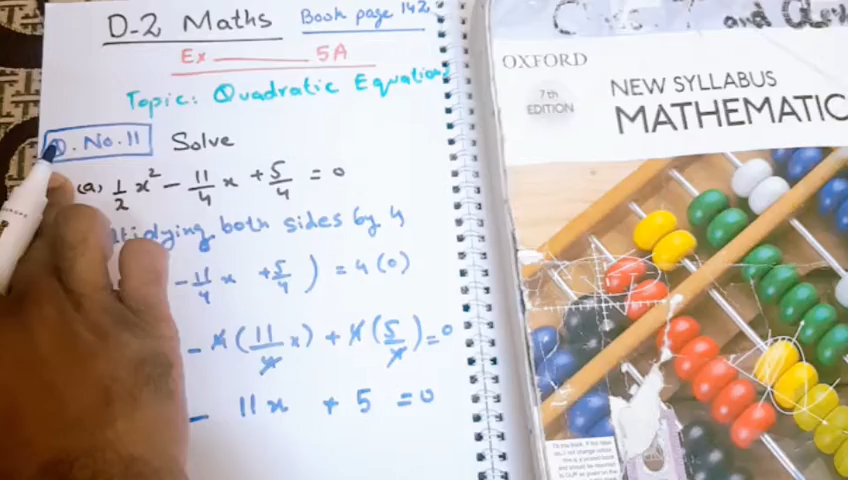 D-2 Maths Book page 142
Ex 5A
Topic: Quadratic Equations
Q. No. 11 Solve
(a) 1/2 x² - 11/4 x + 5/4 = 0
both sides by 4
- 11/4 x + 5/4 ) = 4 (0)
- 4 (11/4 x) + 4 (5/4) = 0
- 11x + 5 = 0
and
OXFORD
7th
EDITION
NEW SYLLABUS
MATHEMATIC